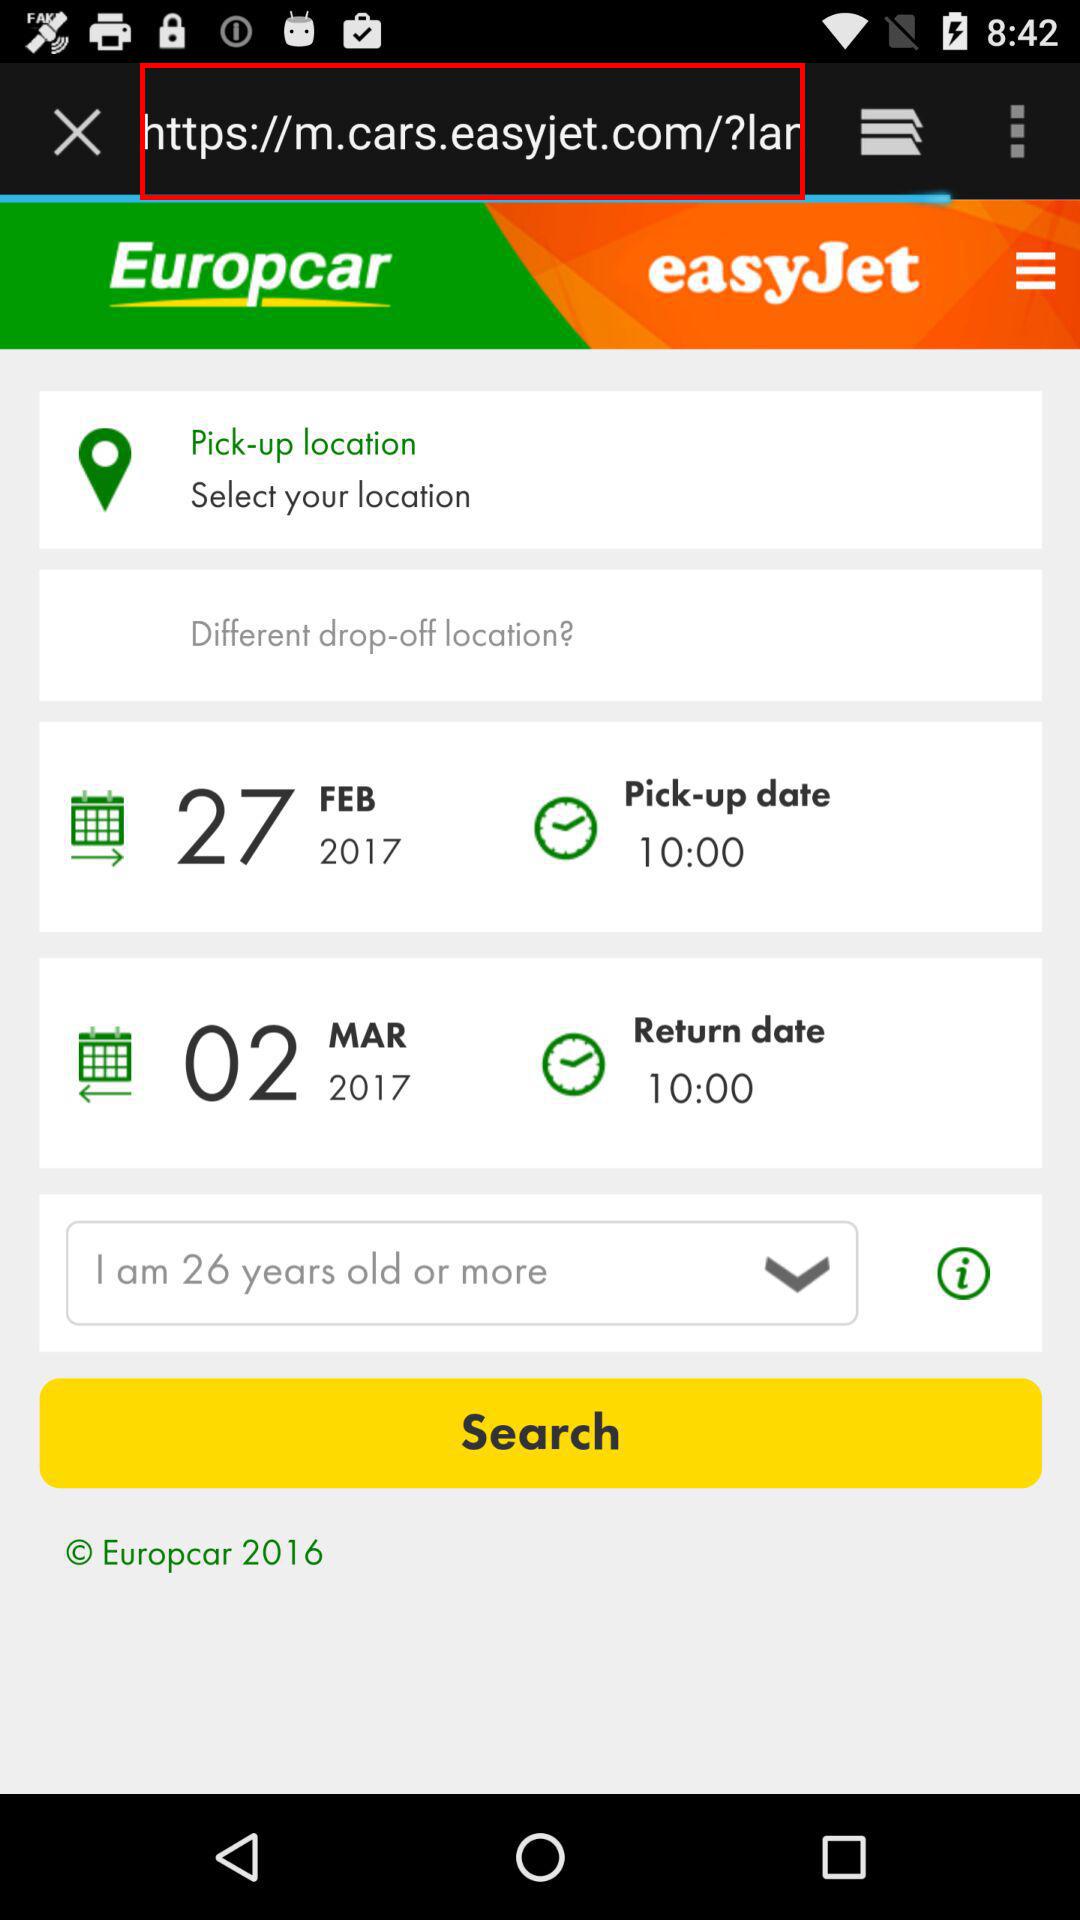 FAKE
8:42
https://m.cars.easyjet.com/?lan
Europcar easyJet
Pick-up location
Select your location
Different drop-off location?
27 FEB 2017 Pick-up date 10:00
02 MAR 2017 Return date 10:00
I am 26 years old or more
Search
© Europcar 2016